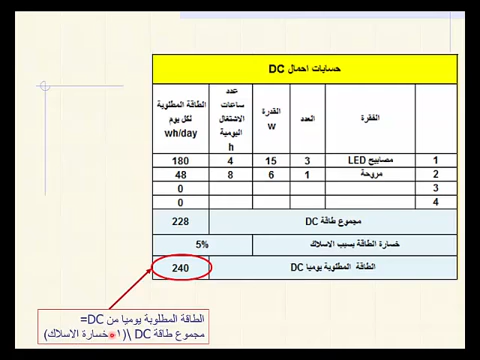 حسابات احمال DC
الفقرة العدد القدرة w عدد ساعات الاشتغال اليومية h الطاقة المطلوبة لكل يوم wh/day
1 مصابيح LED 3 15 4 180
2 مروحة 1 6 8 48
3 0
4 0
مجموع طاقة DC 228
خسارة الطاقة بسبب الاسلاك 5%
الطاقة المطلوبة يوميا DC 240
الطاقة المطلوبة يوميا من DC=
مجموع طاقة DC \(١-خسارة الاسلاك)